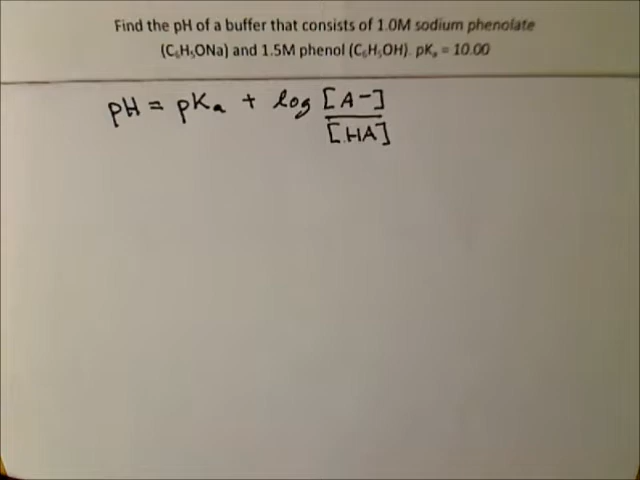 Find the pH of a buffer that consists of 1.0M sodium phenolate
(C₆H₅ONa) and 1.5M phenol (C₆H₅OH). pKₐ = 10.00
pH = pKₐ + log [A-]
[HA]